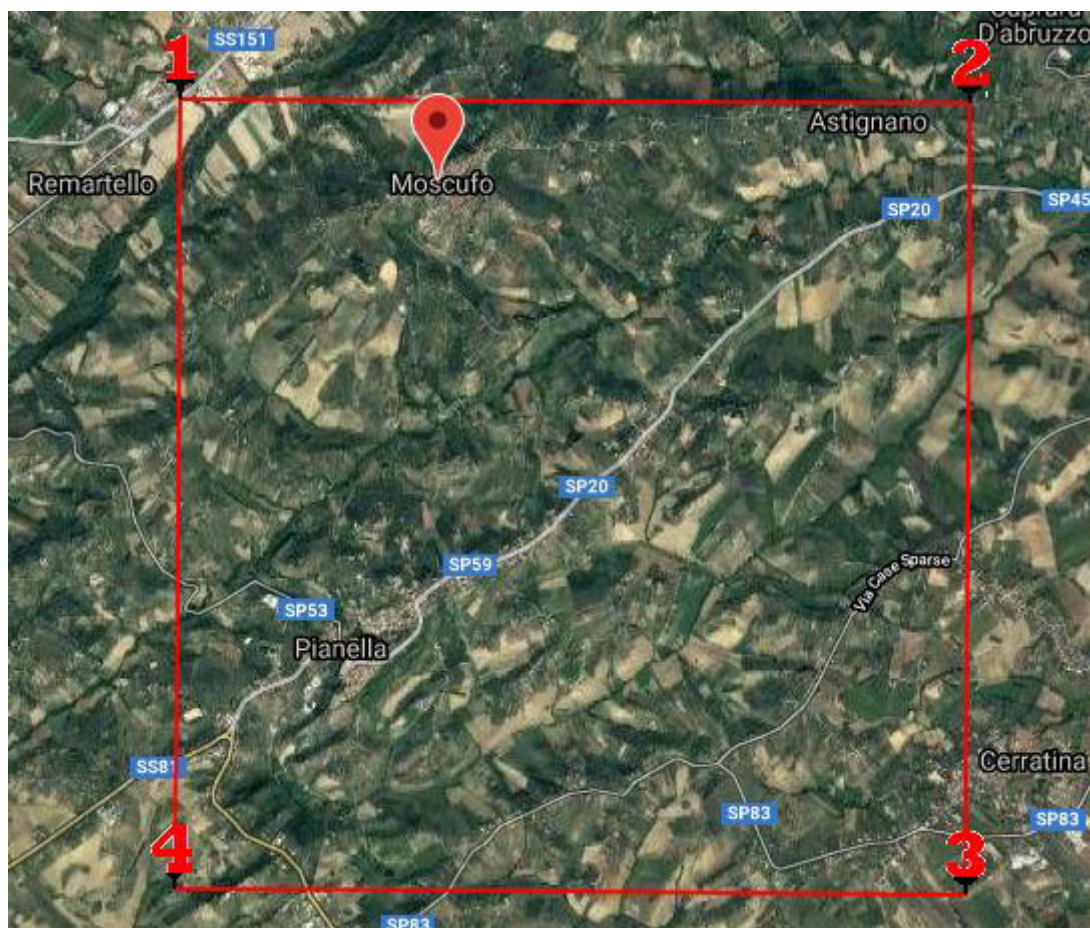 D'abruzzo
SS151
1
2
Astignano
Remartello
Moscufo
SP20
SP45
SP20
SP59
Via Case Sparse
SP53
Pianella
SS81
Cerratina
SP83
SP83
4
3
SP83